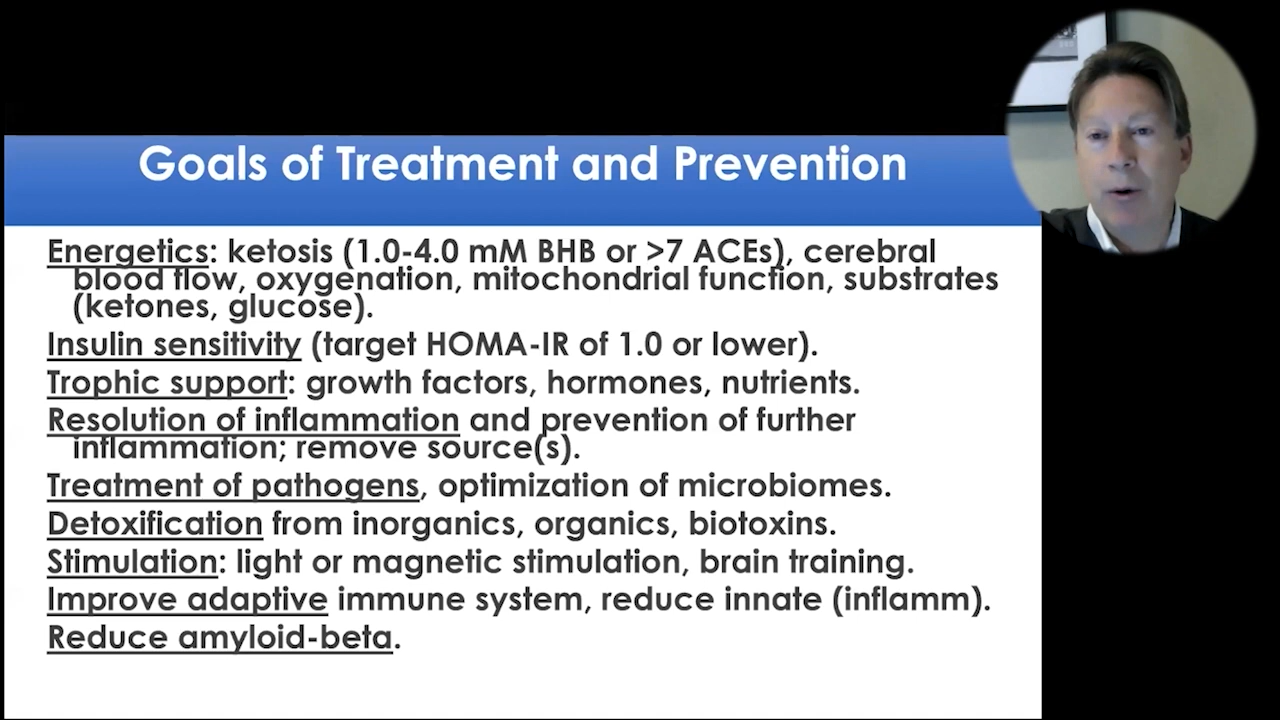 Goals of Treatment and Prevention
Energetics: ketosis (1.0-4.0 mM BHB or >7 ACEs), cerebral
blood flow, oxygenation, mitochondrial function, substrates
(ketones, glucose).
Insulin sensitivity (target HOMA-IR of 1.0 or lower).
Trophic support: growth factors, hormones, nutrients.
Resolution of inflammation and prevention of further
inflammation; remove source(s).
Treatment of pathogens, optimization of microbiomes.
Detoxification from inorganics, organics, biotoxins.
Stimulation: light or magnetic stimulation, brain training.
Improve adaptive immune system, reduce innate (inflamm).
Reduce amyloid-beta.